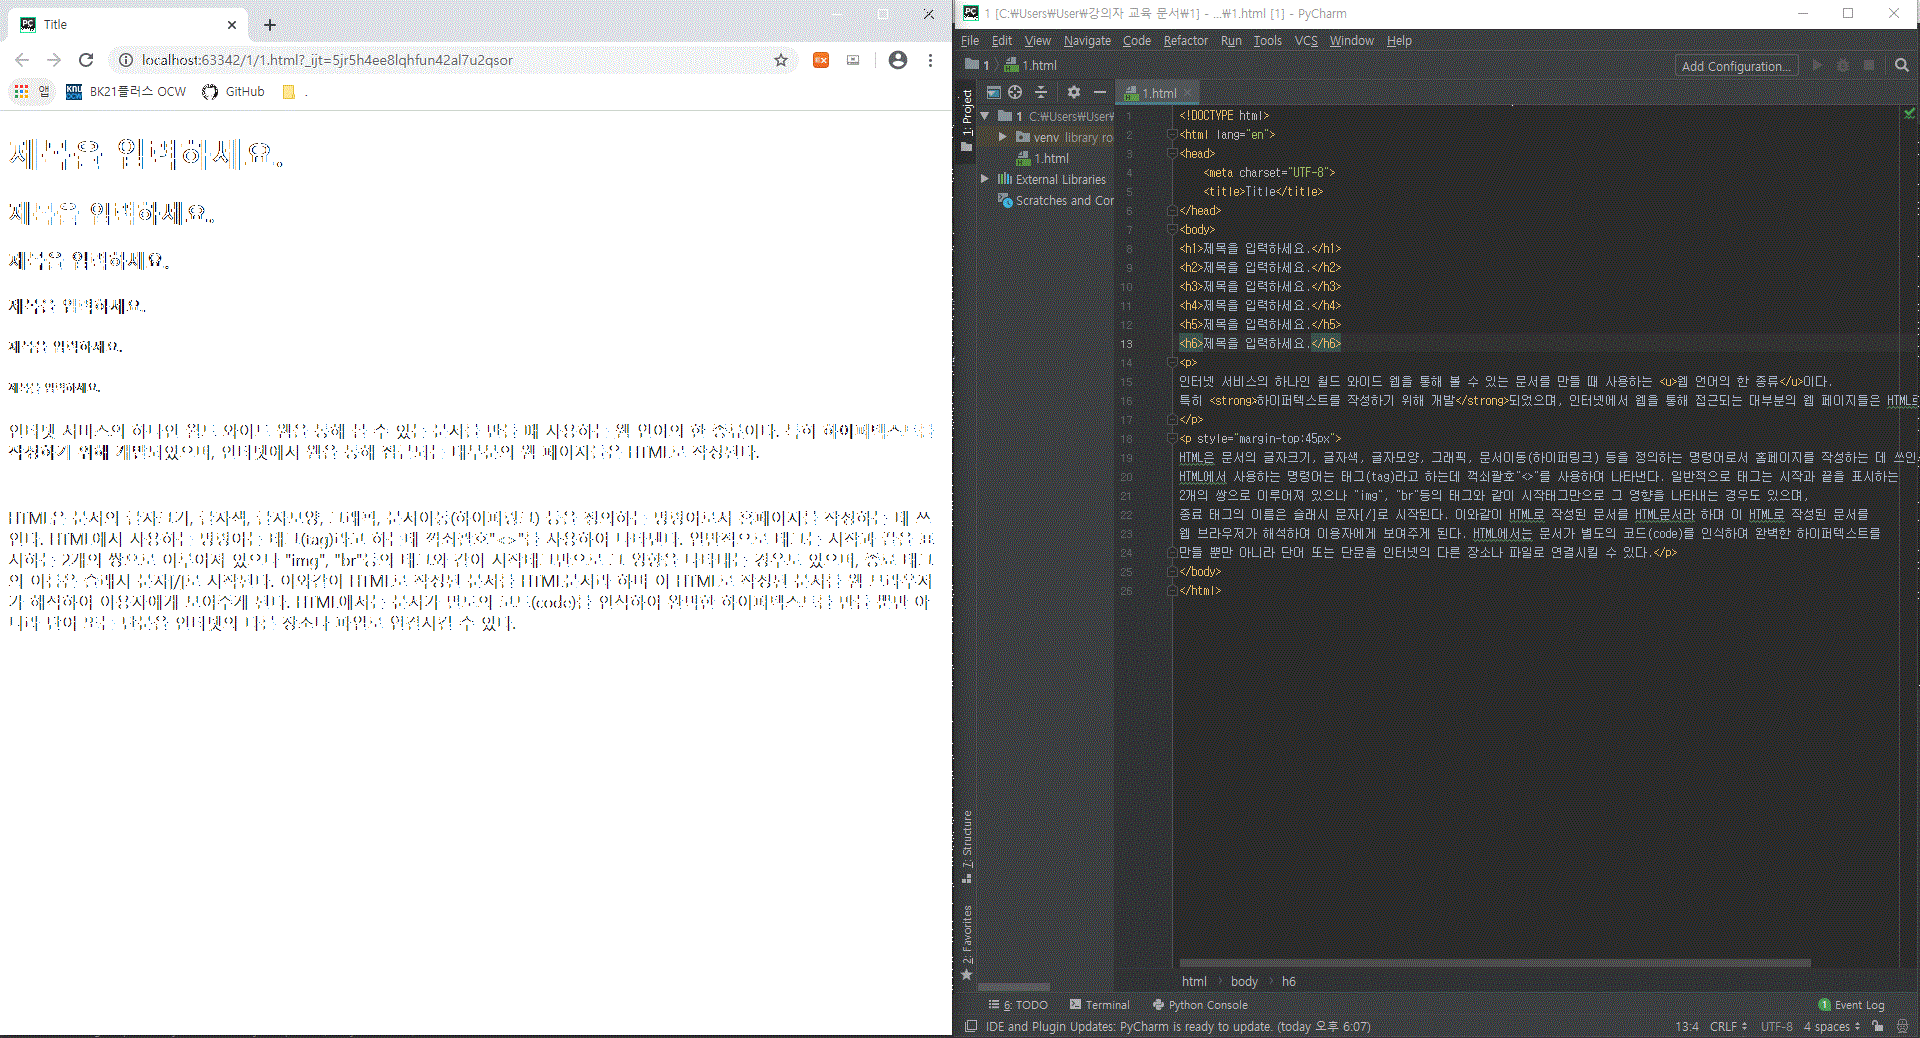 Title
localhost:63342/1/1.html?_ijt=5jr5h4ee8lqhfun42al7u2qsor
앱
BK21플러스 OCW
GitHub
.
제목을 입력하세요.
제목을 입력하세요.
제목을 입력하세요.
제목을 입력하세요.
제목을 입력하세요.
제목을 입력하세요.
인터넷 서비스의 하나인 월드 와이드 웹을 통해 볼 수 있는 문서를 만들 때 사용하는 웹 언어의 한 종류이다. 특히 하이퍼텍스트를
작성하기 위해 개발되었으며, 인터넷에서 웹을 통해 접근되는 대부분의 웹 페이지들은 HTML로 작성된다.
HTML은 문서의 글자크기, 글자색, 글자모양, 그래픽, 문서이동(하이퍼링크) 등을 정의하는 명령어로서 홈페이지를 작성하는 데 쓰
인다. HTML에서 사용하는 명령어는 태그(tag)라고 하는데 꺽쇠괄호"<>"를 사용하여 나타낸다. 일반적으로 태그는 시작과 끝을 표
시하는 2개의 쌍으로 이루어져 있으나 "img", "br"등의 태그와 같이 시작태그만으로 그 영향을 나타내는 경우도 있으며, 종료 태그
의 이름은 슬래시 문자[/]로 시작된다. 이와같이 HTML로 작성된 문서를 HTML문서라 하며 이 HTML로 작성된 문서를 웹 브라우저
가 해석하여 이용자에게 보여주게 된다. HTML에서는 문서가 별도의 코드(code)를 인식하여 완벽한 하이퍼텍스트를 만들 뿐만 아
니라 단어 또는 단문을 인터넷의 다른 장소나 파일로 연결시킬 수 있다.
1 [C:\Users\User\강의자 교육 문서\1] - ...\1.html [1] - PyCharm
File Edit View Navigate Code Refactor Run Tools VCS Window Help
1 1.html
Add Configuration...
1: Project
1 C:\Users\User\
venv library ro
1.html
External Libraries
Scratches and Cor
7: Structure
2: Favorites
1.html
1 <!DOCTYPE html>
2 <html lang="en">
3 <head>
4 <meta charset="UTF-8">
5 <title>Title</title>
6 </head>
7 <body>
8 <h1>제목을 입력하세요.</h1>
9 <h2>제목을 입력하세요.</h2>
10 <h3>제목을 입력하세요.</h3>
11 <h4>제목을 입력하세요.</h4>
12 <h5>제목을 입력하세요.</h5>
13 <h6>제목을 입력하세요.</h6>
14 <p>
15 인터넷 서비스의 하나인 월드 와이드 웹을 통해 볼 수 있는 문서를 만들 때 사용하는 <u>웹 언어의 한 종류</u>이다.
16 특히 <strong>하이퍼텍스트를 작성하기 위해 개발</strong>되었으며, 인터넷에서 웹을 통해 접근되는 대부분의 웹 페이지들은 HTML로
17 </p>
18 <p style="margin-top:45px">
19 HTML은 문서의 글자크기, 글자색, 글자모양, 그래픽, 문서이동(하이퍼링크) 등을 정의하는 명령어로서 홈페이지를 작성하는 데 쓰인
20 HTML에서 사용하는 명령어는 태그(tag)라고 하는데 꺽쇠괄호"<>"를 사용하여 나타낸다. 일반적으로 태그는 시작과 끝을 표시하는
21 2개의 쌍으로 이루어져 있으나 "img", "br"등의 태그와 같이 시작태그만으로 그 영향을 나타내는 경우도 있으며,
22 종료 태그의 이름은 슬래시 문자[/]로 시작된다. 이와같이 HTML로 작성된 문서를 HTML문서라 하며 이 HTML로 작성된 문서를
23 웹 브라우저가 해석하여 이용자에게 보여주게 된다. HTML에서는 문서가 별도의 코드(code)를 인식하여 완벽한 하이퍼텍스트를
24 만들 뿐만 아니라 단어 또는 단문을 인터넷의 다른 장소나 파일로 연결시킬 수 있다.</p>
25 </body>
26 </html>
html body h6
6: TODO Terminal Python Console
1 Event Log
IDE and Plugin Updates: PyCharm is ready to update. (today 오후 6:07)
13:4 CRLF UTF-8 4 spaces